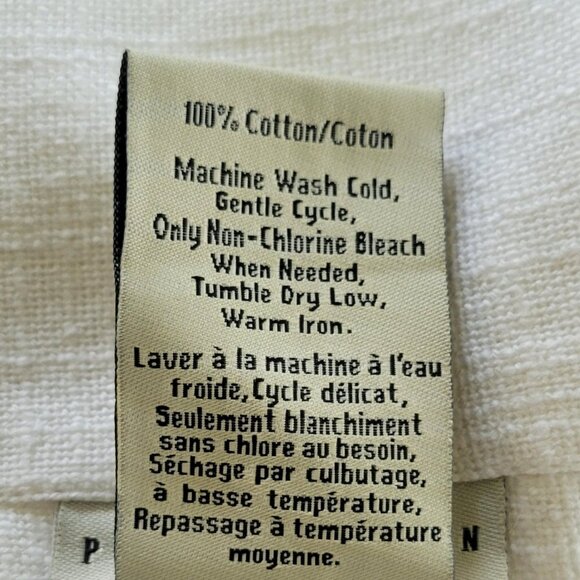 100% Cotton/Coton
Machine Wash Cold,
Gentle Cycle,
Only Non-Chlorine Bleach
When Needed,
Tumble Dry Low,
Warm Iron.
Laver à la machine à l'eau
froide, Cycle délicat,
Seulement blanchiment
sans chlore au besoin,
Séchage par culbutage,
à basse température,
Repassage à température
moyenne.
P N